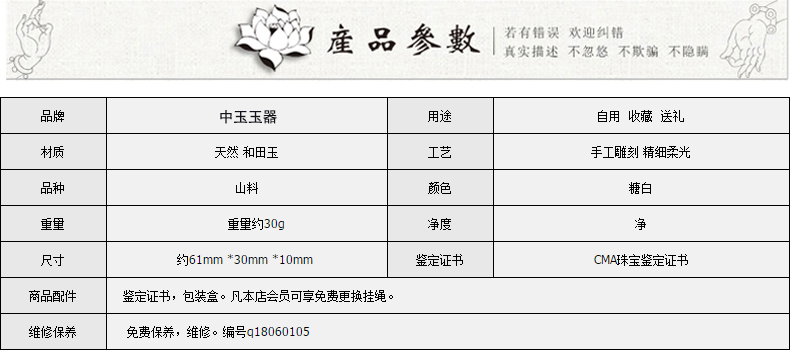 産品參數
若有错误 欢迎纠错
真实描述 不忽悠 不欺骗 不隐瞒
品牌 中玉玉器 用途 自用 收藏 送礼
材质 天然 和田玉 工艺 手工雕刻 精细柔光
品种 山料 颜色 糖白
重量 重量约30g 净度 净
尺寸 约61mm *30mm *10mm 鉴定证书 CMA珠宝鉴定证书
商品配件 鉴定证书，包装盒。凡本店会员可享免费更换挂绳。
维修保养 免费保养，维修。编号q18060105